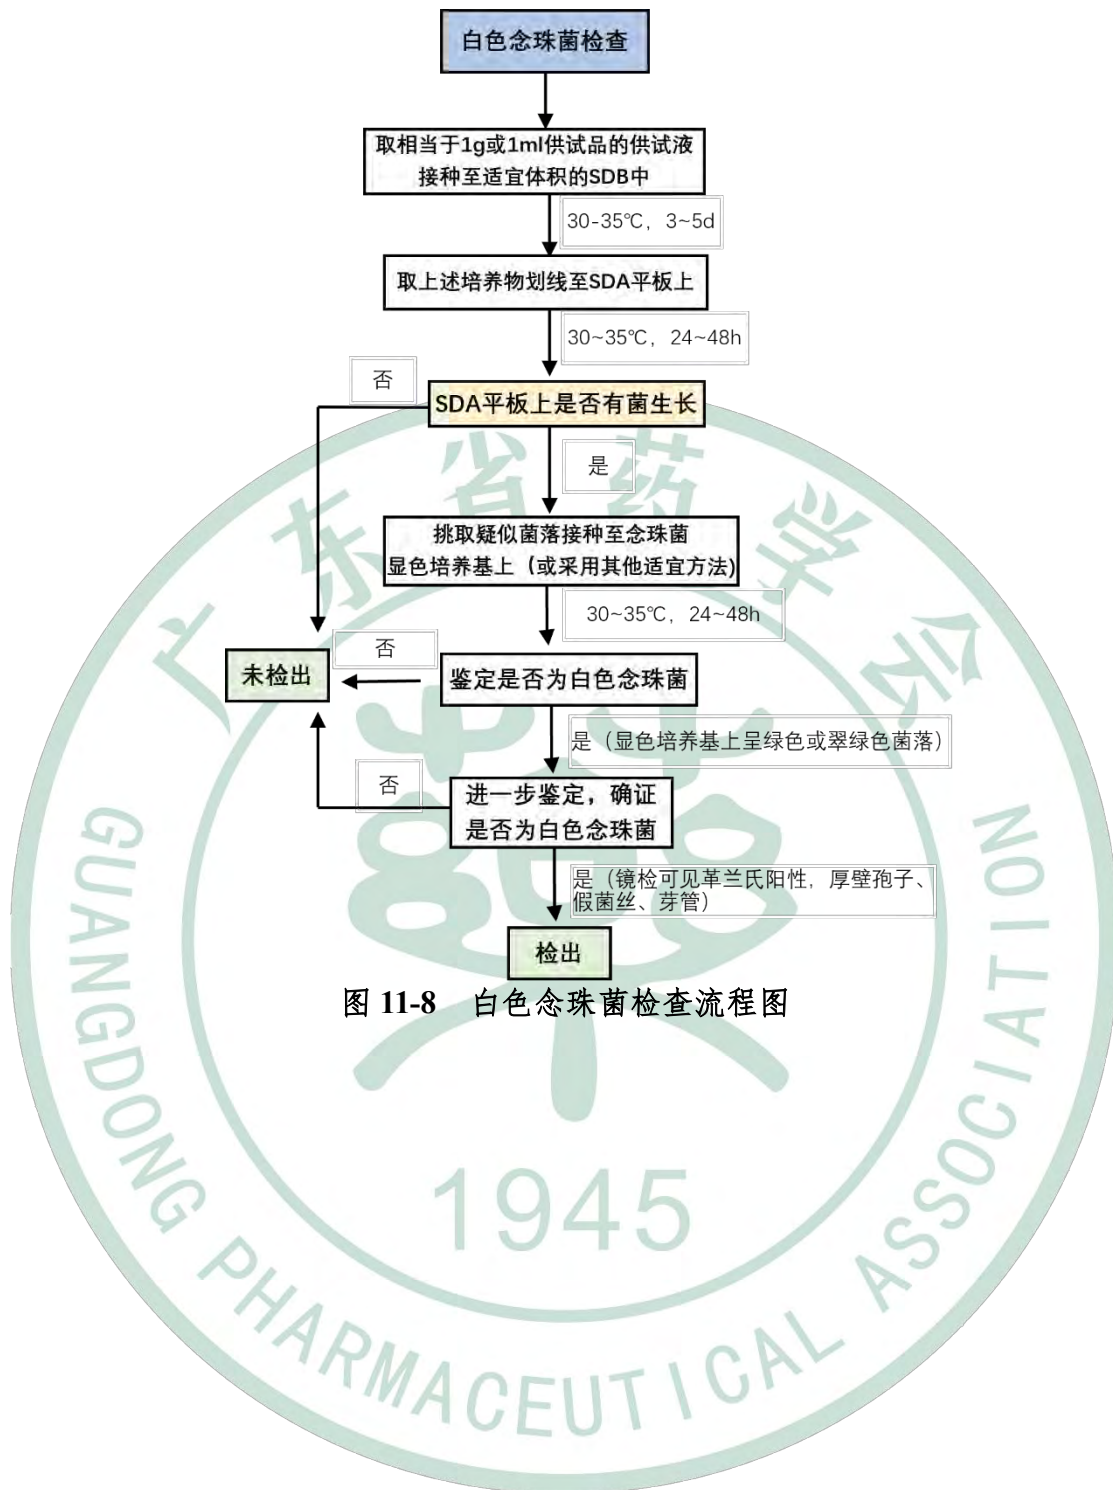 白色念珠菌检查
取相当于1g或1ml供试品的供试液
接种至适宜体积的SDB中
30-35℃，3~5d
取上述培养物划线至SDA平板上
30~35℃，24~48h
否
SDA平板上是否有菌生长
是
挑取疑似菌落接种至念珠菌
显色培养基上（或采用其他适宜方法)
30~35℃，24~48h
否
未检出
鉴定是否为白色念珠菌
是（显色培养基上呈绿色或翠绿色菌落）
否
进一步鉴定，确证
是否为白色念珠菌
是（镜检可见革兰氏阳性，厚壁孢子、
假菌丝、芽管）
检出
图 11-8 白色念珠菌检查流程图
广东省药学会
1945
GUANGDONG PHARMACEUTICAL ASSOCIATION